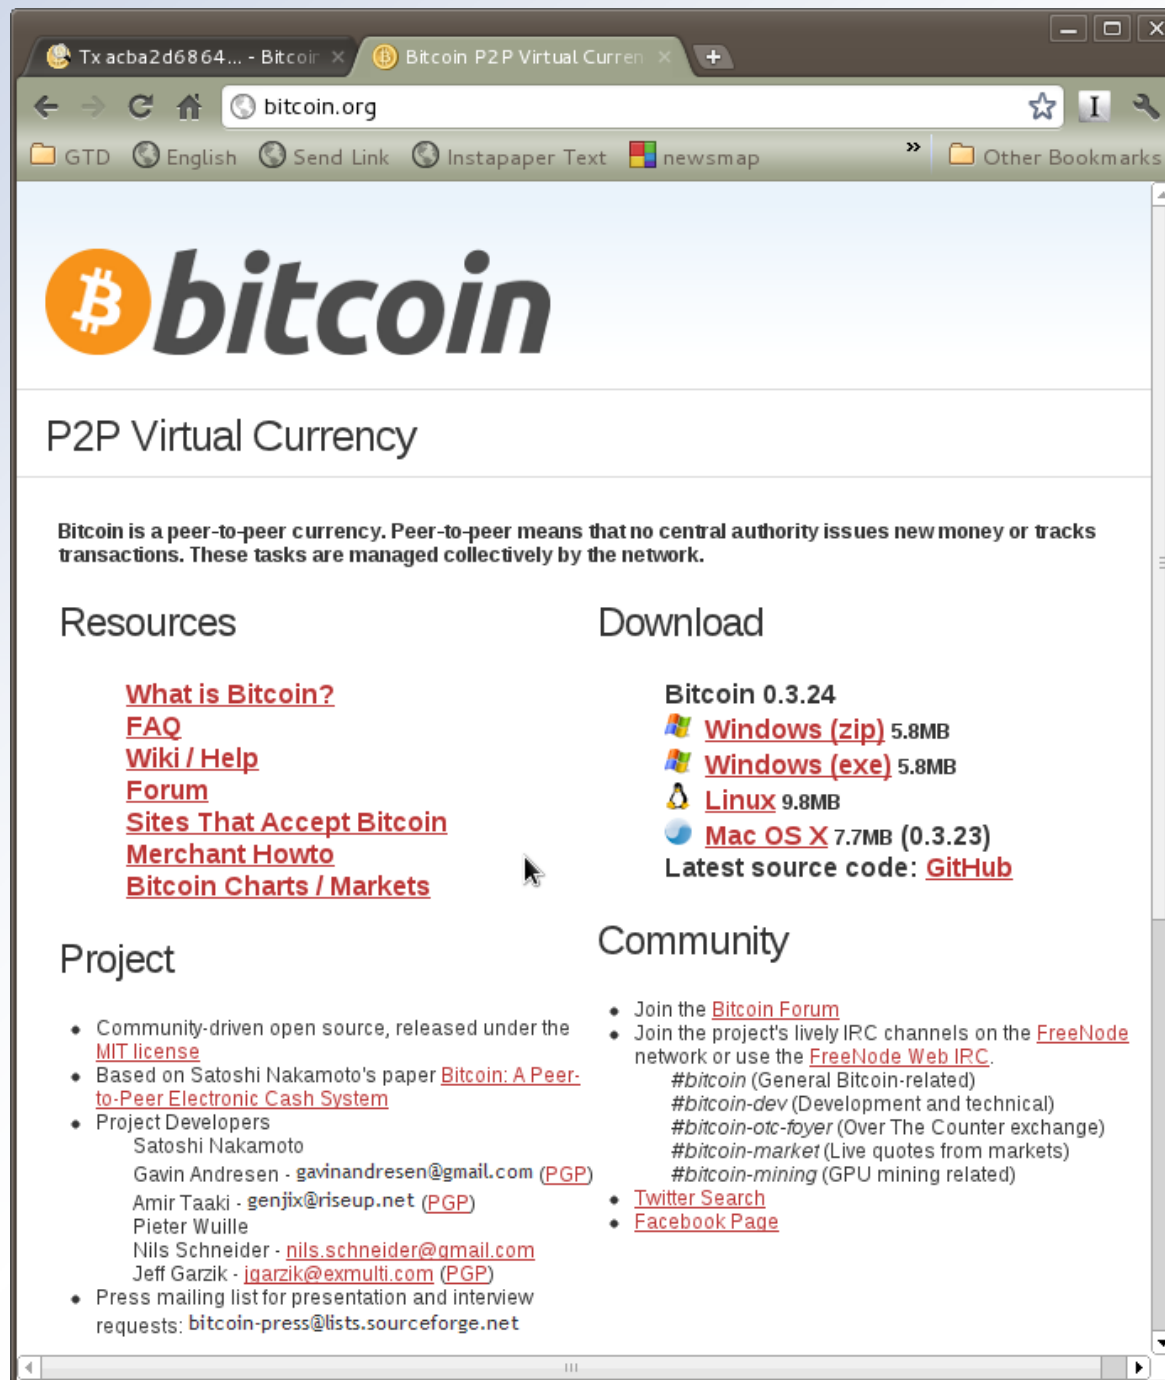 Tx acba2d6864... - Bitcoin
Bitcoin P2P Virtual Curren
bitcoin.org
I
GTD
English
Send Link
Instapaper Text
newsmap
»
Other Bookmarks
bitcoin
P2P Virtual Currency
Bitcoin is a peer-to-peer currency. Peer-to-peer means that no central authority issues new money or tracks
transactions. These tasks are managed collectively by the network.
Resources
What is Bitcoin?
FAQ
Wiki / Help
Forum
Sites That Accept Bitcoin
Merchant Howto
Bitcoin Charts / Markets
Download
Bitcoin 0.3.24
Windows (zip) 5.8MB
Windows (exe) 5.8MB
Linux 9.8MB
Mac OS X 7.7MB (0.3.23)
Latest source code: GitHub
Project
Community-driven open source, released under the
MIT license
Based on Satoshi Nakamoto's paper Bitcoin: A Peer-
to-Peer Electronic Cash System
Project Developers
Satoshi Nakamoto
Gavin Andresen - gavinandresen@gmail.com (PGP)
Amir Taaki - genjix@riseup.net (PGP)
Pieter Wuille
Nils Schneider - nils.schneider@gmail.com
Jeff Garzik - jgarzik@exmulti.com (PGP)
Press mailing list for presentation and interview
requests: bitcoin-press@lists.sourceforge.net
Community
Join the Bitcoin Forum
Join the project's lively IRC channels on the FreeNode
network or use the FreeNode Web IRC.
#bitcoin (General Bitcoin-related)
#bitcoin-dev (Development and technical)
#bitcoin-otc-foyer (Over The Counter exchange)
#bitcoin-market (Live quotes from markets)
#bitcoin-mining (GPU mining related)
Twitter Search
Facebook Page